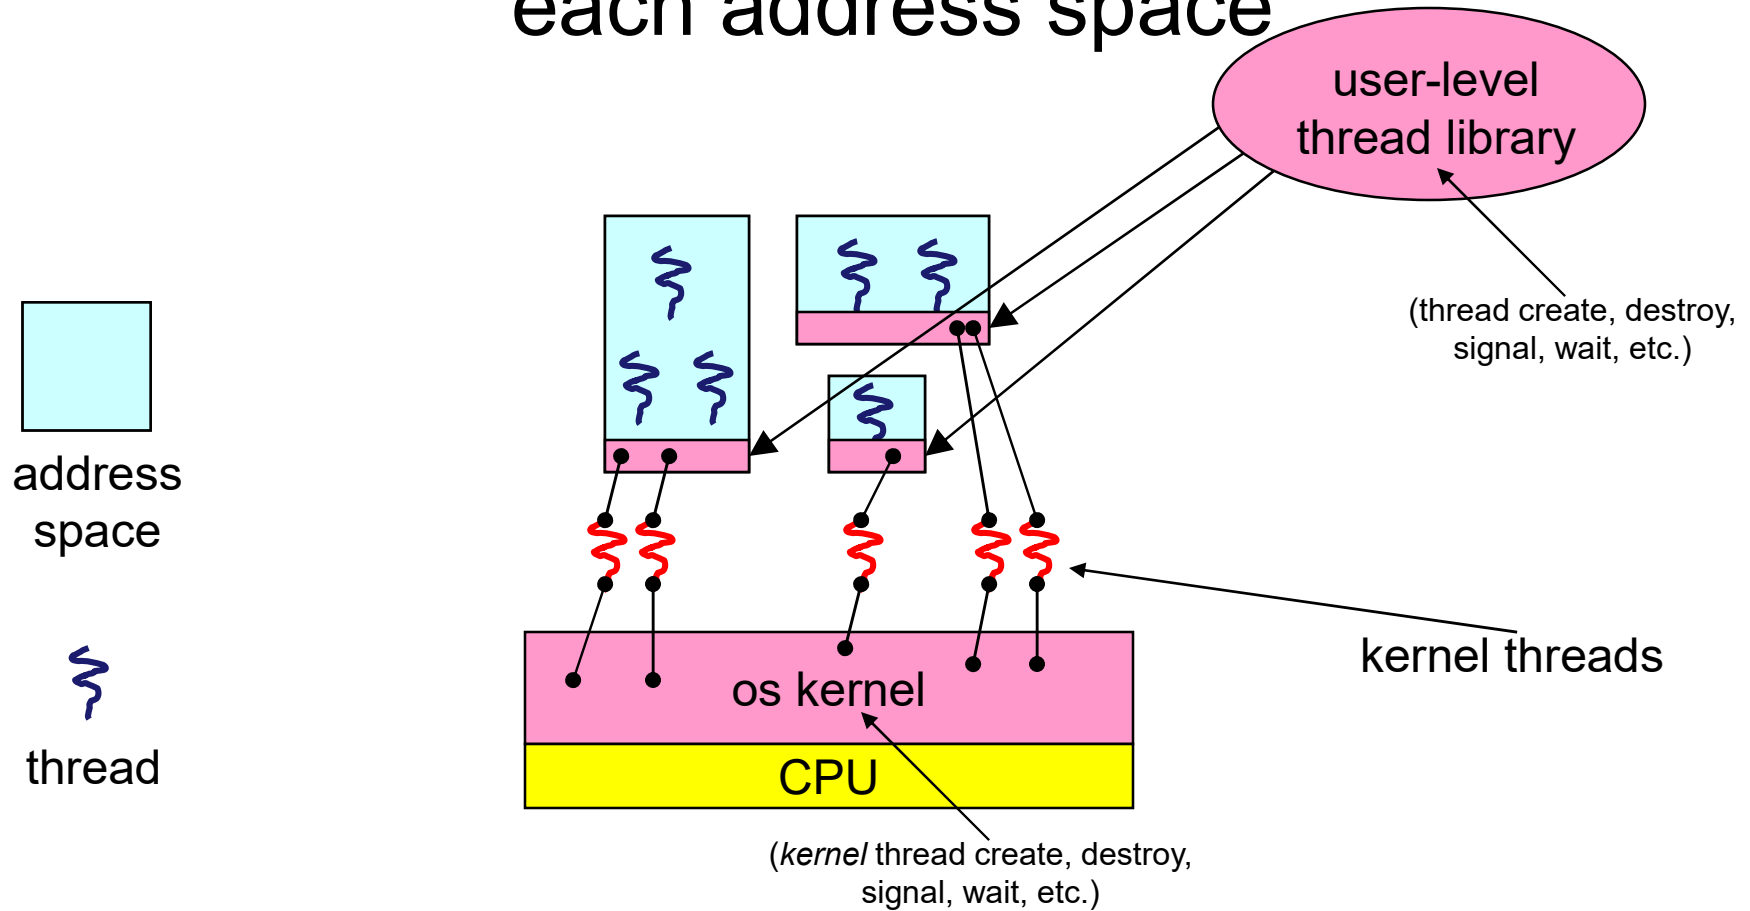 each address space
user-level
thread library
(thread create, destroy,
signal, wait, etc.)
address
space
kernel threads
os kernel
thread
CPU
(kernel thread create, destroy,
signal, wait, etc.)